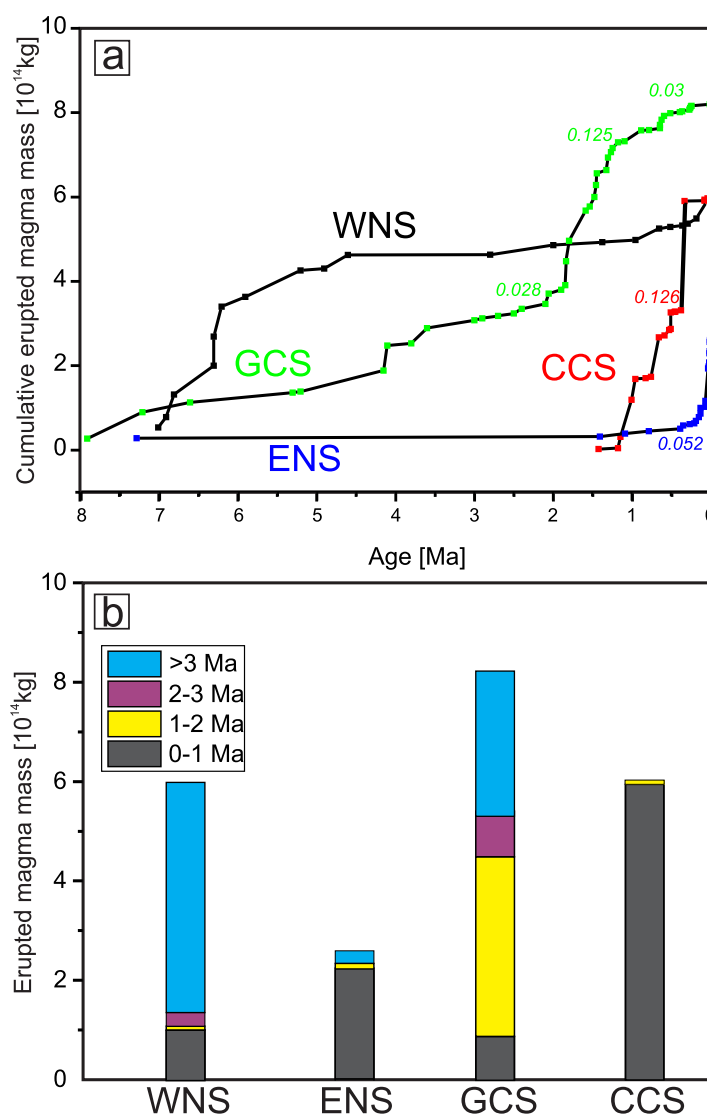 a
Cumulative erupted magma mass [10¹⁴kg]
10
8
6
4
2
0
0.03
0.125
WNS
0.028
0.126
GCS
CCS
ENS
0.052
8
7
6
5
4
3
2
1
Age [Ma]
b
Erupted magma mass [10¹⁴kg]
10
8
6
4
2
0
>3 Ma
2-3 Ma
1-2 Ma
0-1 Ma
WNS
ENS
GCS
CCS